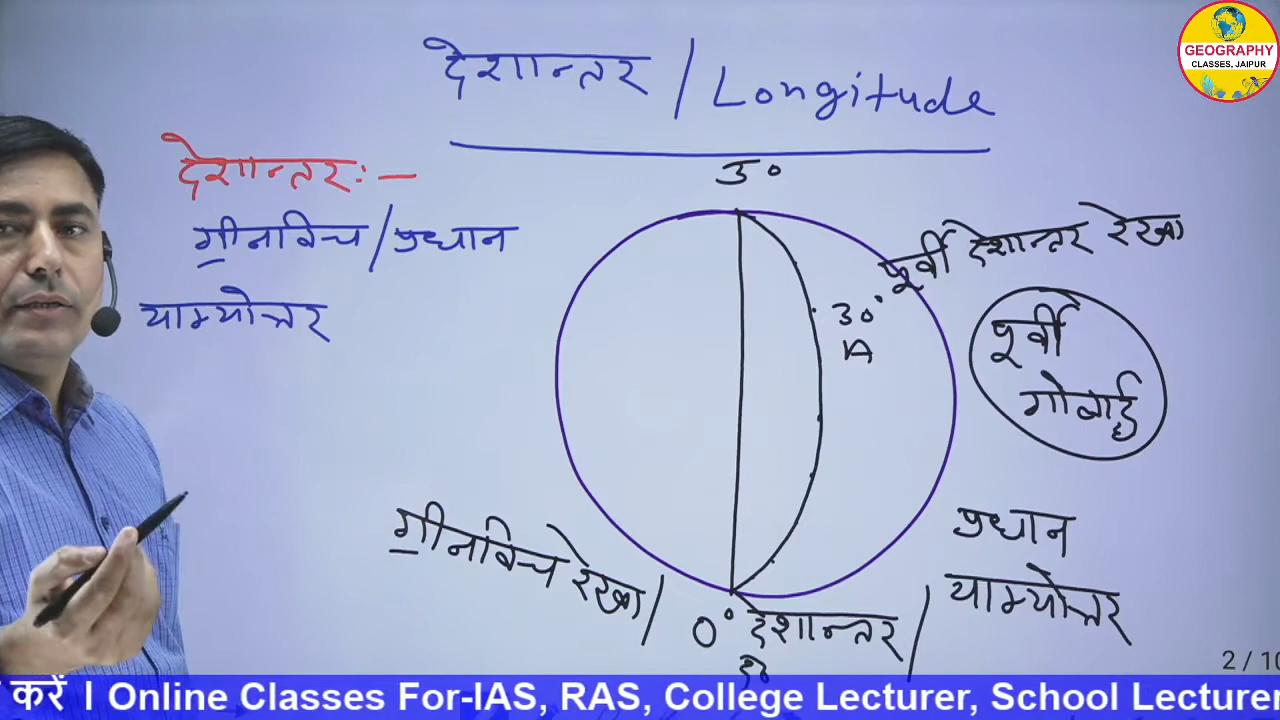 देशान्तर / Longitude
GEOGRAPHY
CLASSES, JAIPUR
देशान्तर :-
ग्रीनविच / प्रधान
याम्योत्तर
उ०
पूर्वी देशान्तर रेखा
30°
पूर्वी
गोलार्द्ध
ग्रीनविच रेखा /
0° देशान्तर /
द०
प्रधान
याम्योत्तर
2 / 10
करें । Online Classes For-IAS, RAS, College Lecturer, School Lecturer